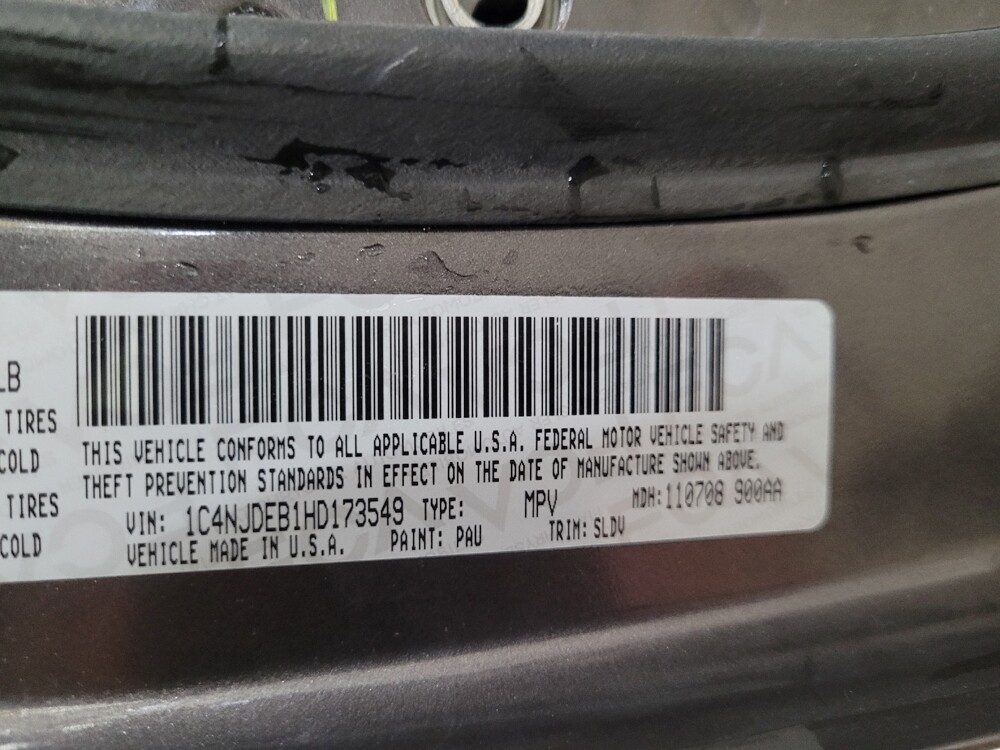 LB
TIRES
COLD
TIRES
COLD
THIS VEHICLE CONFORMS TO ALL APPLICABLE U.S.A. FEDERAL MOTOR VEHICLE SAFETY AND
THEFT PREVENTION STANDARDS IN EFFECT ON THE DATE OF MANUFACTURE SHOWN ABOVE.
VIN: 1C4NJDEB1HD173549 TYPE: MPV MDH:110708 900AA
VEHICLE MADE IN U.S.A. PAINT: PAU TRIM: SLDV